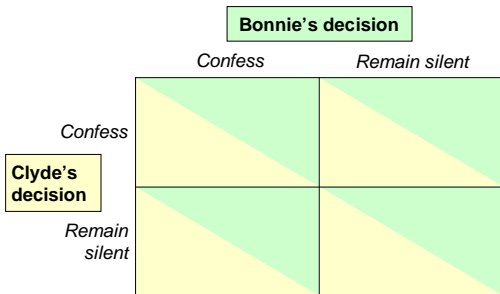 Bonnie's decision
Confess
Remain silent
Confess
Clyde's
decision
Remain
silent